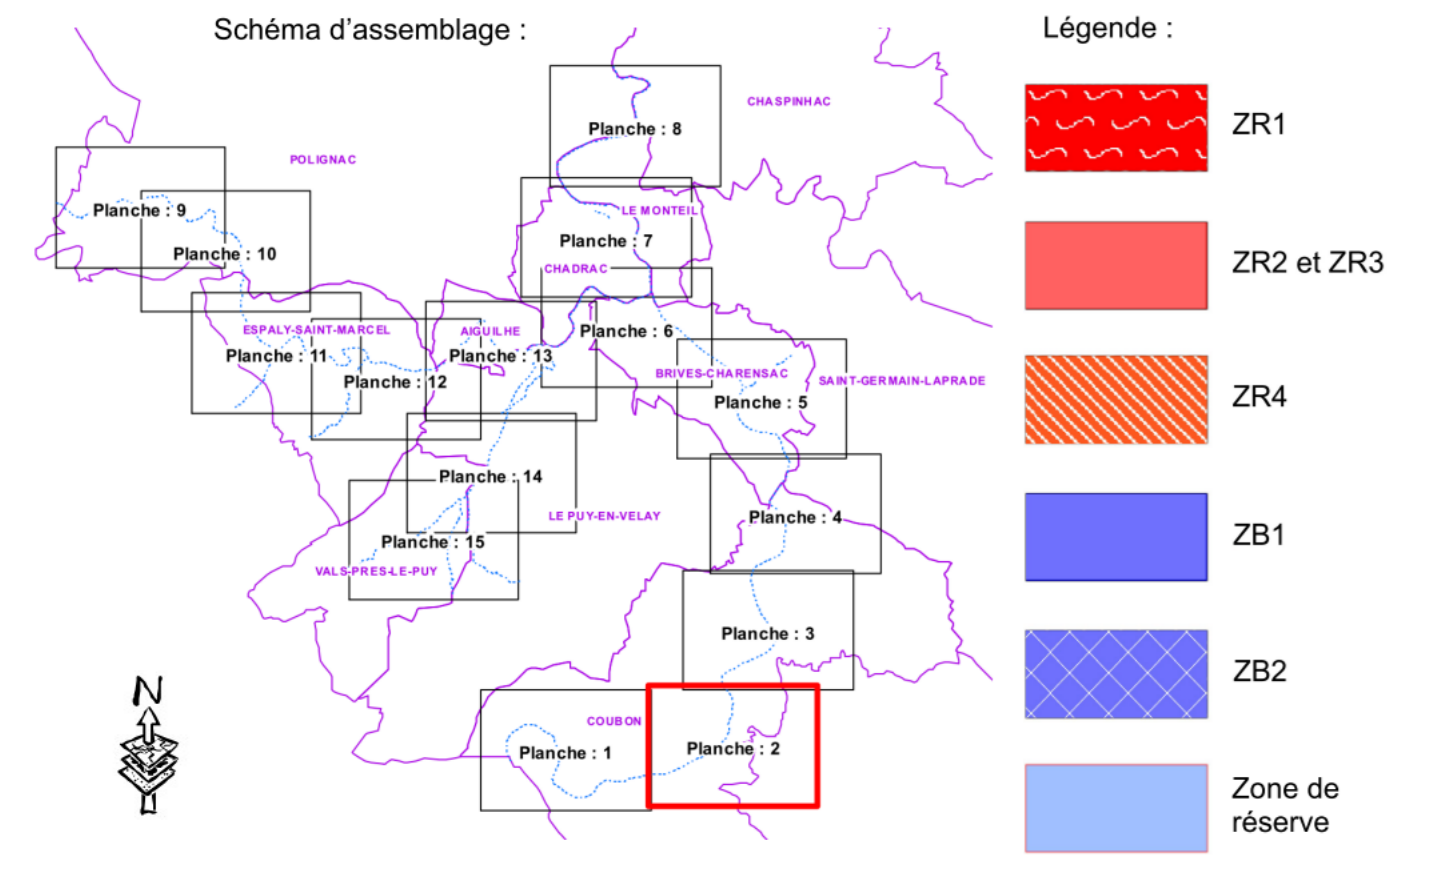 Schéma d’assemblage :
Légende :
CHASPINHAC
Planche : 8
POLIGNAC
Planche : 9
LE MONTEIL
Planche : 7
Planche : 10
CHADRAC
ESPALY-SAINT-MARCEL
AIGUILHE
Planche : 6
Planche : 11
Planche : 13
Planche : 12
BRIVES-CHARENSAC
SAINT-GERMAIN-LAPRADE
Planche : 5
Planche : 14
LE PUY-EN-VELAY
Planche : 4
Planche : 15
VALS-PRES-LE-PUY
Planche : 3
COUBON
Planche : 1
Planche : 2
N
ZR1
ZR2 et ZR3
ZR4
ZB1
ZB2
Zone de
réserve